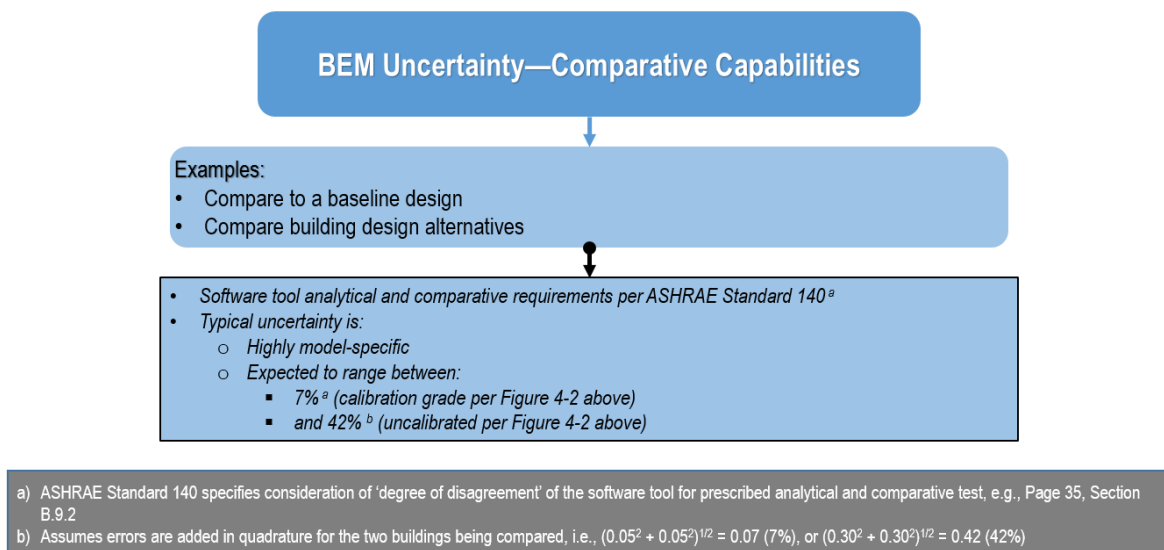 BEM Uncertainty—Comparative Capabilities
Examples:
• Compare to a baseline design
• Compare building design alternatives
• Software tool analytical and comparative requirements per ASHRAE Standard 140 a
• Typical uncertainty is:
o Highly model-specific
o Expected to range between:
▪ 7% a (calibration grade per Figure 4-2 above)
▪ and 42% b (uncalibrated per Figure 4-2 above)
a) ASHRAE Standard 140 specifies consideration of ‘degree of disagreement’ of the software tool for prescribed analytical and comparative test, e.g., Page 35, Section
B.9.2
b) Assumes errors are added in quadrature for the two buildings being compared, i.e., (0.05² + 0.05²)¹/² = 0.07 (7%), or (0.30² + 0.30²)¹/² = 0.42 (42%)